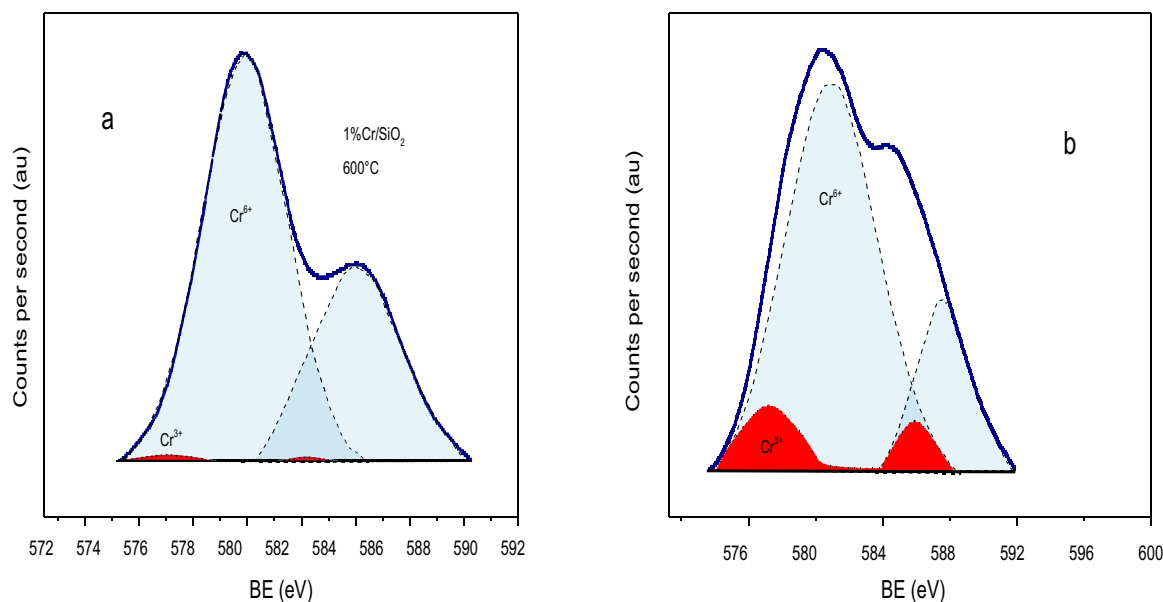 a
1%Cr/SiO₂
600°C
Cr⁶⁺
Cr³⁺
Counts per second (au)
572 574 576 578 580 582 584 586 588 590 592
BE (eV)
b
Cr⁶⁺
Cr³⁺
Counts per second (au)
576 580 584 588 592 596 600
BE (eV)